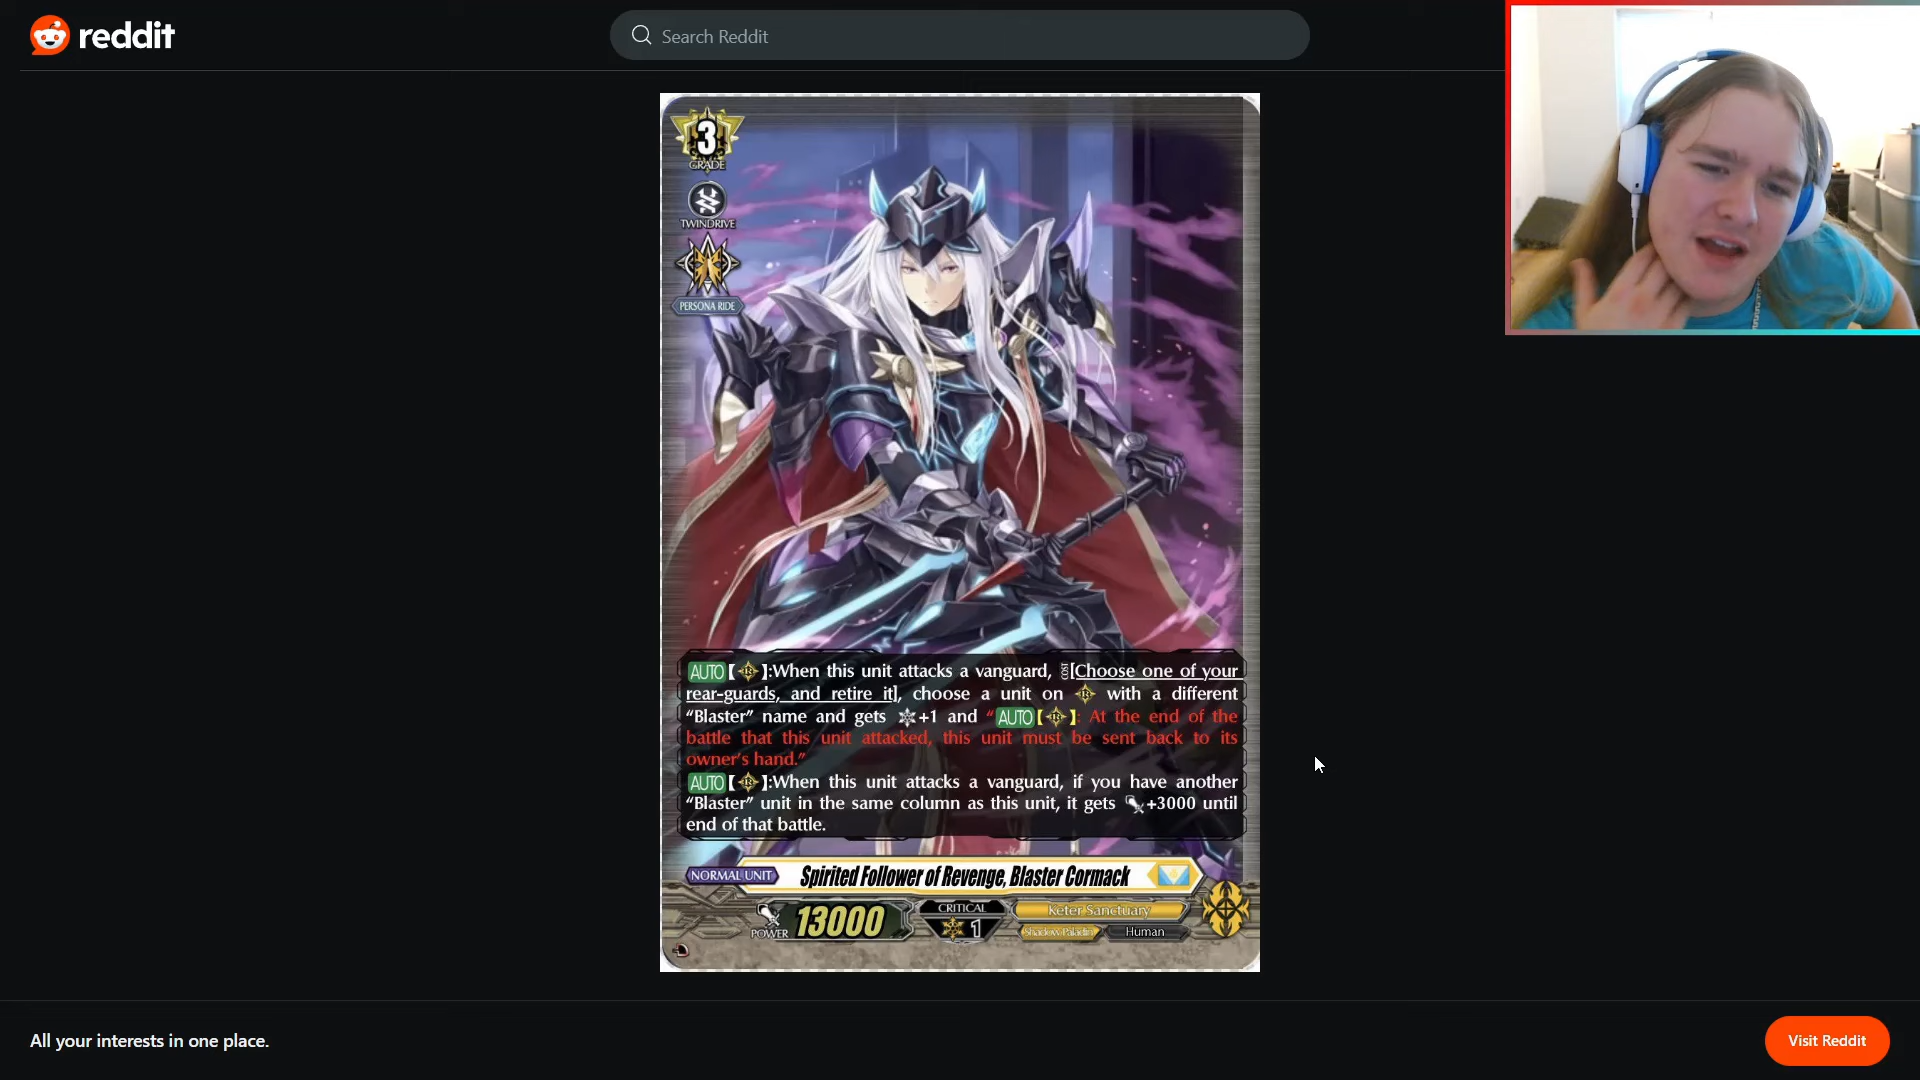 reddit
Search Reddit
3
GRADE
TWINDRIVE
PERSONA RIDE
AUTO【R】:When this unit attacks a vanguard, COST[Choose one of your
rear-guards, and retire it], choose a unit on R with a different
“Blaster” name and gets +1 and “AUTO【R】: At the end of the
battle that this unit attacked, this unit must be sent back to its
owner's hand.”
AUTO【R】:When this unit attacks a vanguard, if you have another
“Blaster” unit in the same column as this unit, it gets +3000 until
end of that battle.
NORMAL UNIT
Spirited Follower of Revenge, Blaster Cormack
POWER
13000
CRITICAL
1
Keter Sanctuary
Shadow Paladin
Human
All your interests in one place.
Visit Reddit